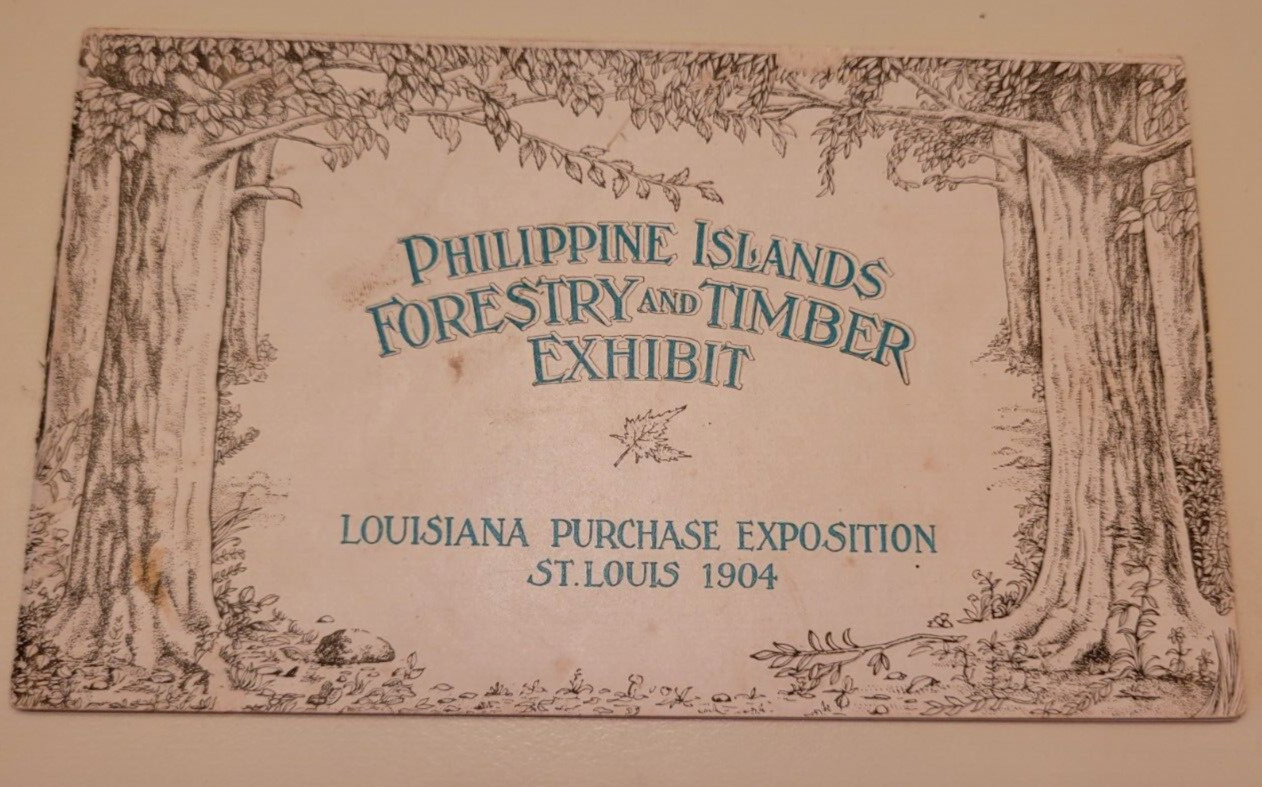 PHILIPPINE ISLANDS
FORESTRY AND TIMBER
EXHIBIT
LOUISIANA PURCHASE EXPOSITION
ST. LOUIS 1904